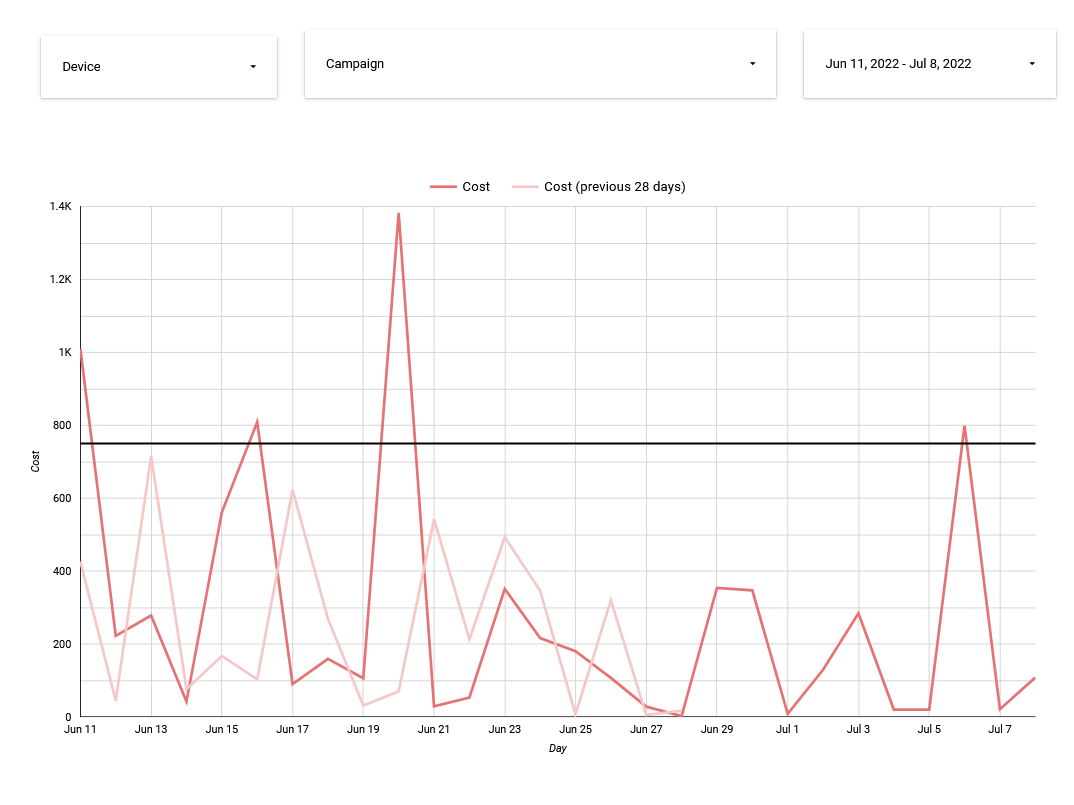 Device
Campaign
Jun 11, 2022 - Jul 8, 2022
Cost
Cost (previous 28 days)
1.4K
1.2K
1K
800
600
400
200
0
Cost
Jun 11
Jun 13
Jun 15
Jun 17
Jun 19
Jun 21
Jun 23
Jun 25
Jun 27
Jun 29
Jul 1
Jul 3
Jul 5
Jul 7
Day